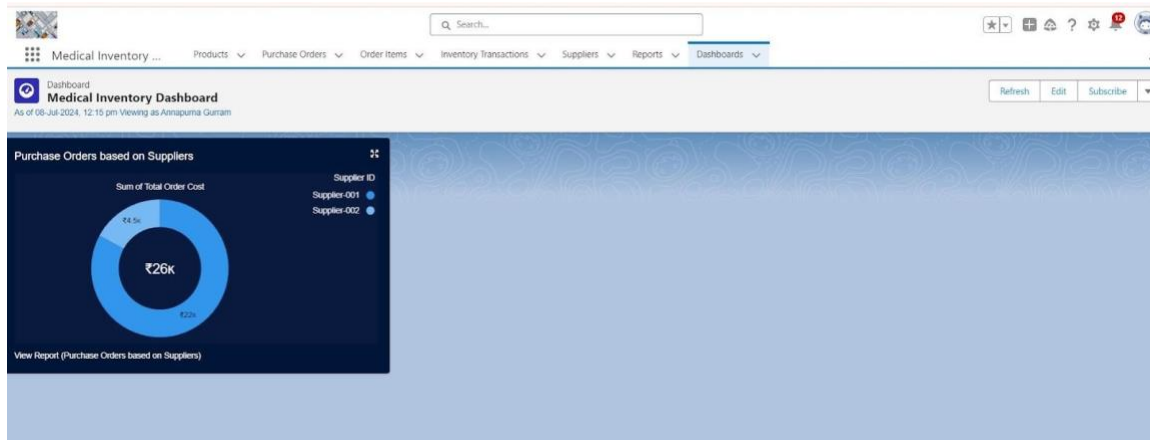 Search...
12
Medical Inventory ...
Products
Purchase Orders
Order Items
Inventory Transactions
Suppliers
Reports
Dashboards
Dashboard
Medical Inventory Dashboard
As of 08-Jul-2024, 12:15 pm Viewing as Annapurna Gurram
Refresh
Edit
Subscribe
Purchase Orders based on Suppliers
Sum of Total Order Cost
Supplier ID
Supplier-001
Supplier-002
₹4.5K
₹26K
₹22K
View Report (Purchase Orders based on Suppliers)